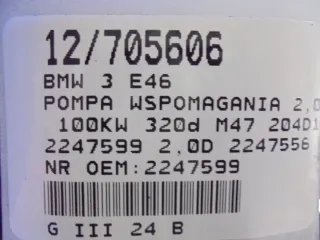 12/705606
BMW 3 E46
POMPA WSPOMAGANIA 2,0
100KW 320d M47 204D1
2247599 2,0D 2247556
NR OEM:2247599
G III 24 B